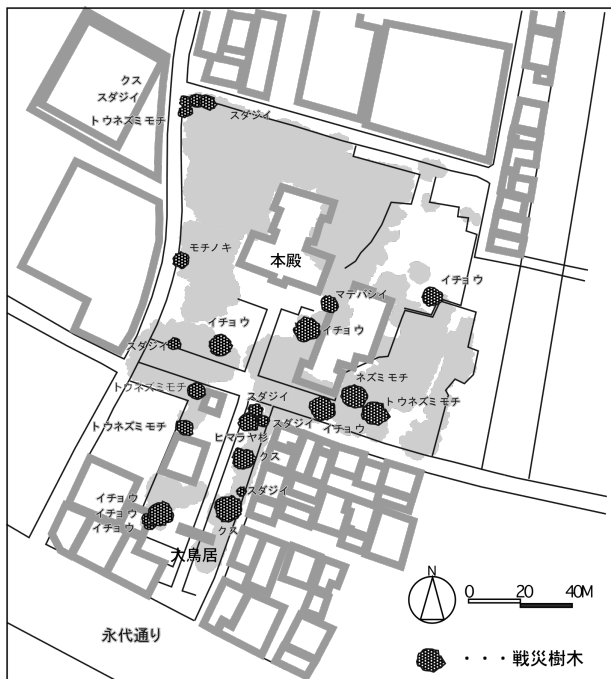 クス
スダジイ
トウネズミモチ
スダジイ
モチノキ
本殿
イチョウ
マテバシイ
イチョウ
イチョウ
スダジイ
ネズミモチ
トウネズミモチ
トウネズミモチ
スダジイ
スダジイ
イチョウ
トウネズミモチ
ヒマラヤ杉
クス
スダジイ
イチョウ
イチョウ
イチョウ
クス
大鳥居
N
0 20 40M
永代通り
・・・戦災樹木